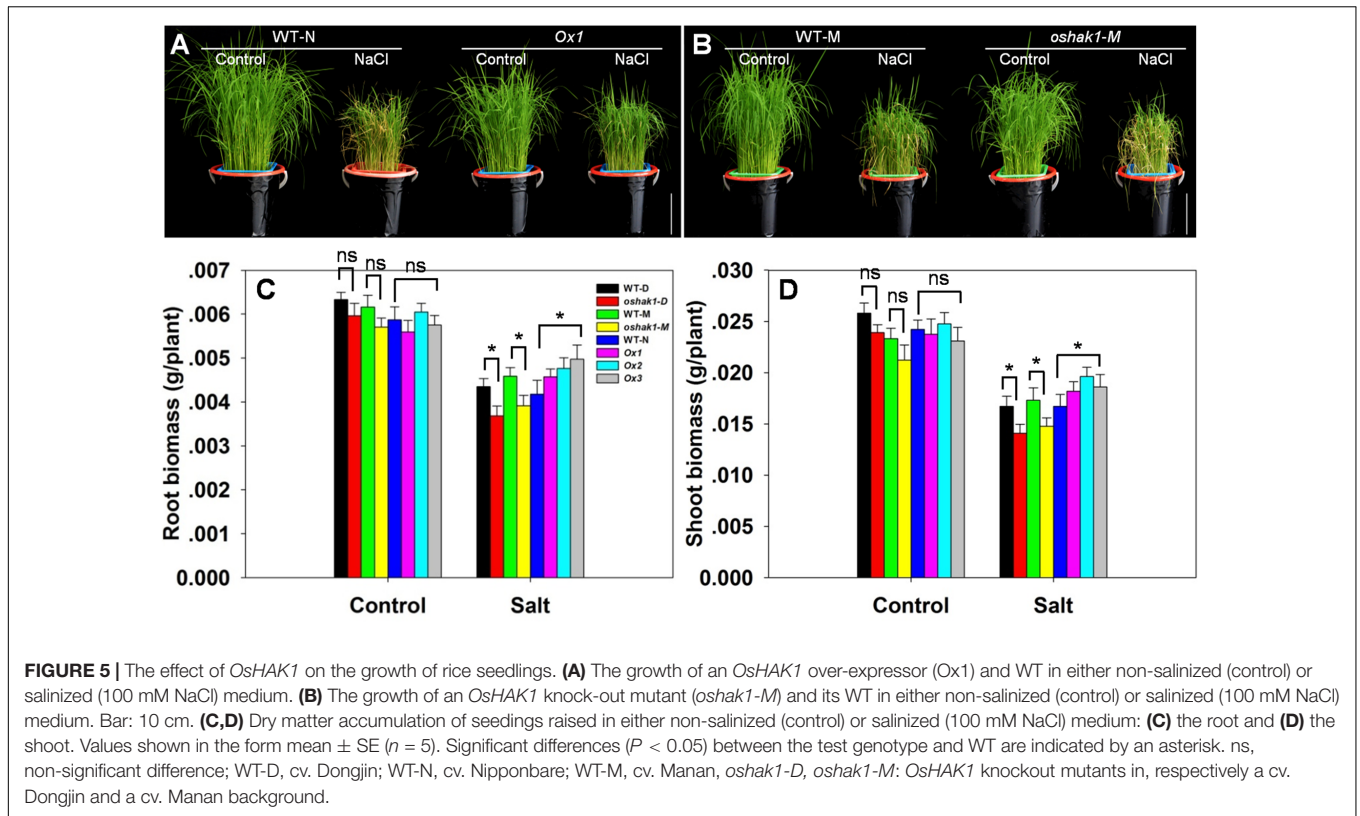 A
WT-N
Ox1
Control
NaCl
Control
NaCl
B
WT-M
oshak1-M
Control
NaCl
Control
NaCl
C
Root biomass (g/plant)
.007
.006
.005
.004
.003
.002
.001
0.000
ns
ns
ns
*
*
*
WT-D
oshak1-D
WT-M
oshak1-M
WT-N
Ox1
Ox2
Ox3
Control
Salt
D
Shoot biomass (g/plant)
.030
.025
.020
.015
.010
.005
0.000
ns
ns
ns
*
*
*
Control
Salt
FIGURE 5 | The effect of OsHAK1 on the growth of rice seedlings. (A) The growth of an OsHAK1 over-expressor (Ox1) and WT in either non-salinized (control) or
salinized (100 mM NaCl) medium. (B) The growth of an OsHAK1 knock-out mutant (oshak1-M) and its WT in either non-salinized (control) or salinized (100 mM NaCl)
medium. Bar: 10 cm. (C,D) Dry matter accumulation of seedings raised in either non-salinized (control) or salinized (100 mM NaCl) medium: (C) the root and (D) the
shoot. Values shown in the form mean ± SE (n = 5). Significant differences (P < 0.05) between the test genotype and WT are indicated by an asterisk. ns,
non-significant difference; WT-D, cv. Dongjin; WT-N, cv. Nipponbare; WT-M, cv. Manan, oshak1-D, oshak1-M: OsHAK1 knockout mutants in, respectively a cv.
Dongjin and a cv. Manan background.